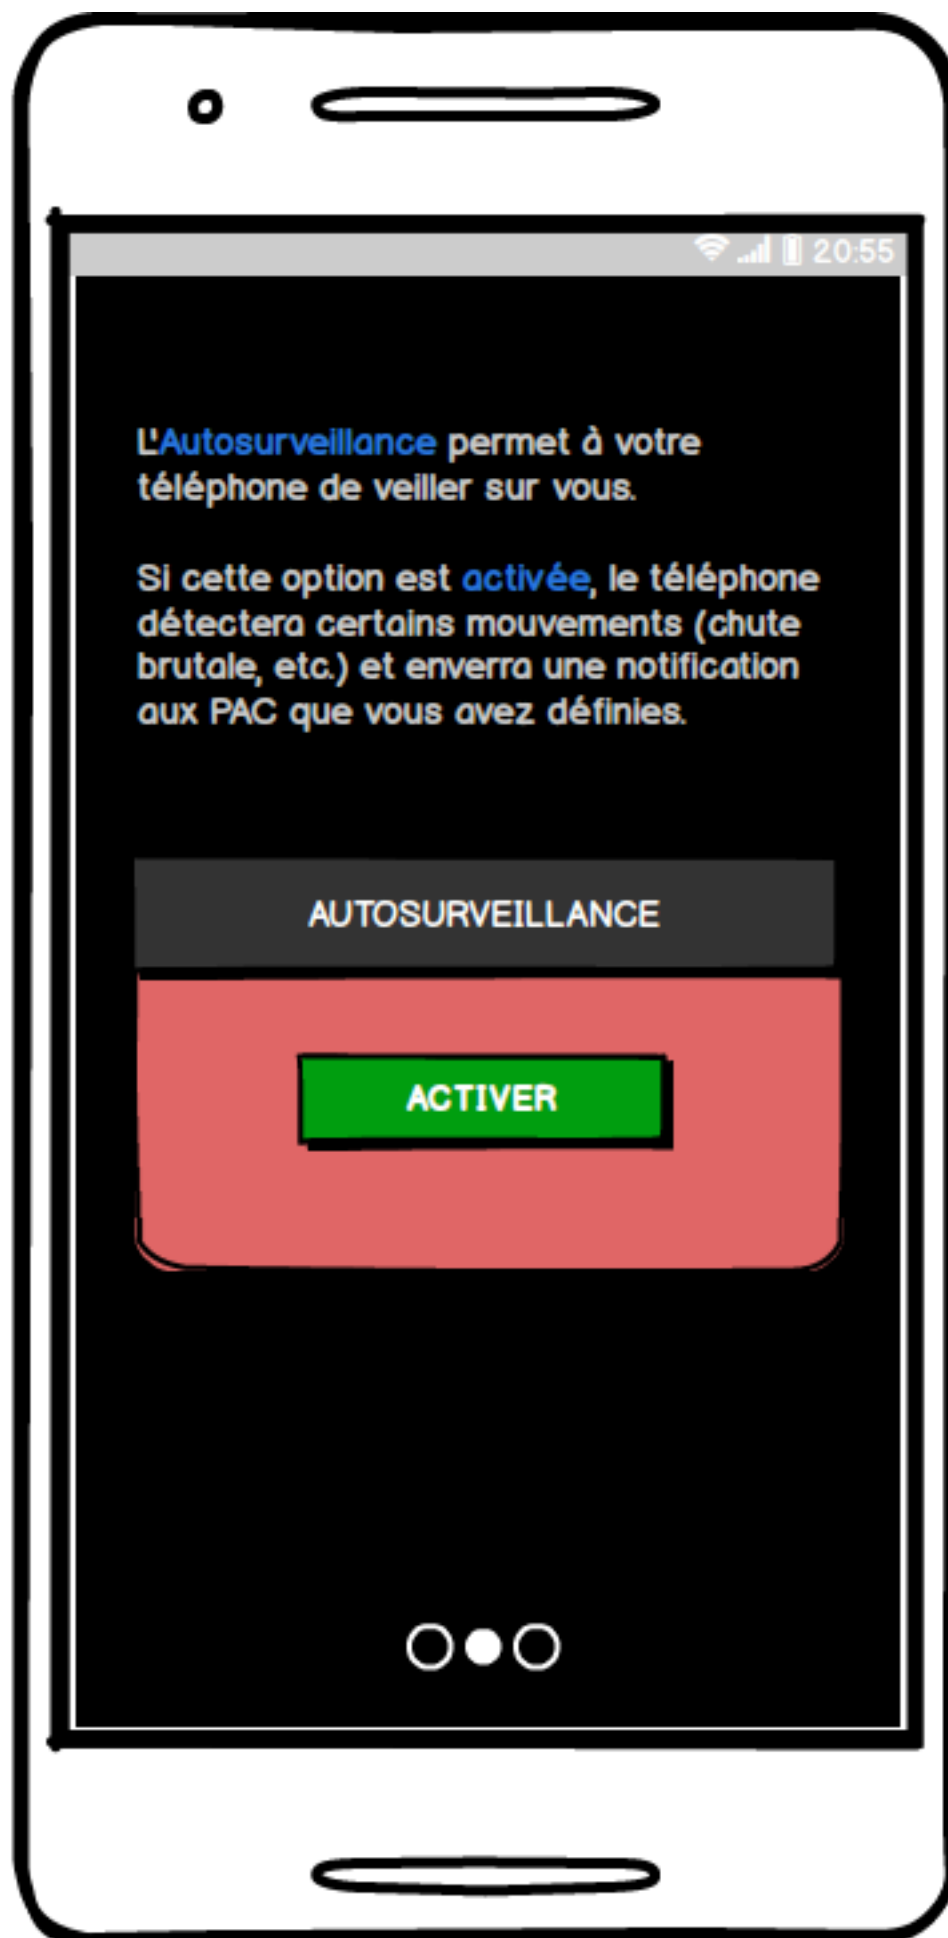 20:55
L'Autosurveillance permet à votre
téléphone de veiller sur vous.
Si cette option est activée, le téléphone
détectera certains mouvements (chute
brutale, etc.) et enverra une notification
aux PAC que vous avez définies.
AUTOSURVEILLANCE
ACTIVER